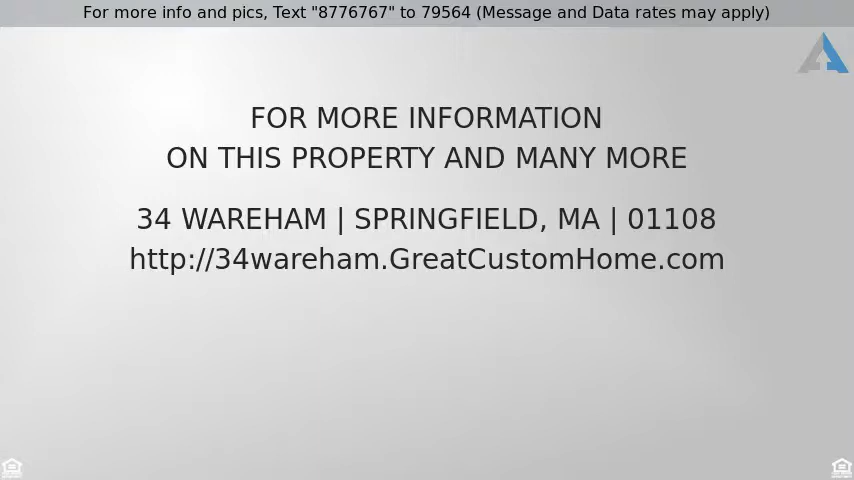 For more info and pics, Text "8776767" to 79564 (Message and Data rates may apply)
FOR MORE INFORMATION
ON THIS PROPERTY AND MANY MORE
34 WAREHAM | SPRINGFIELD, MA | 01108
http://34wareham.GreatCustomHome.com